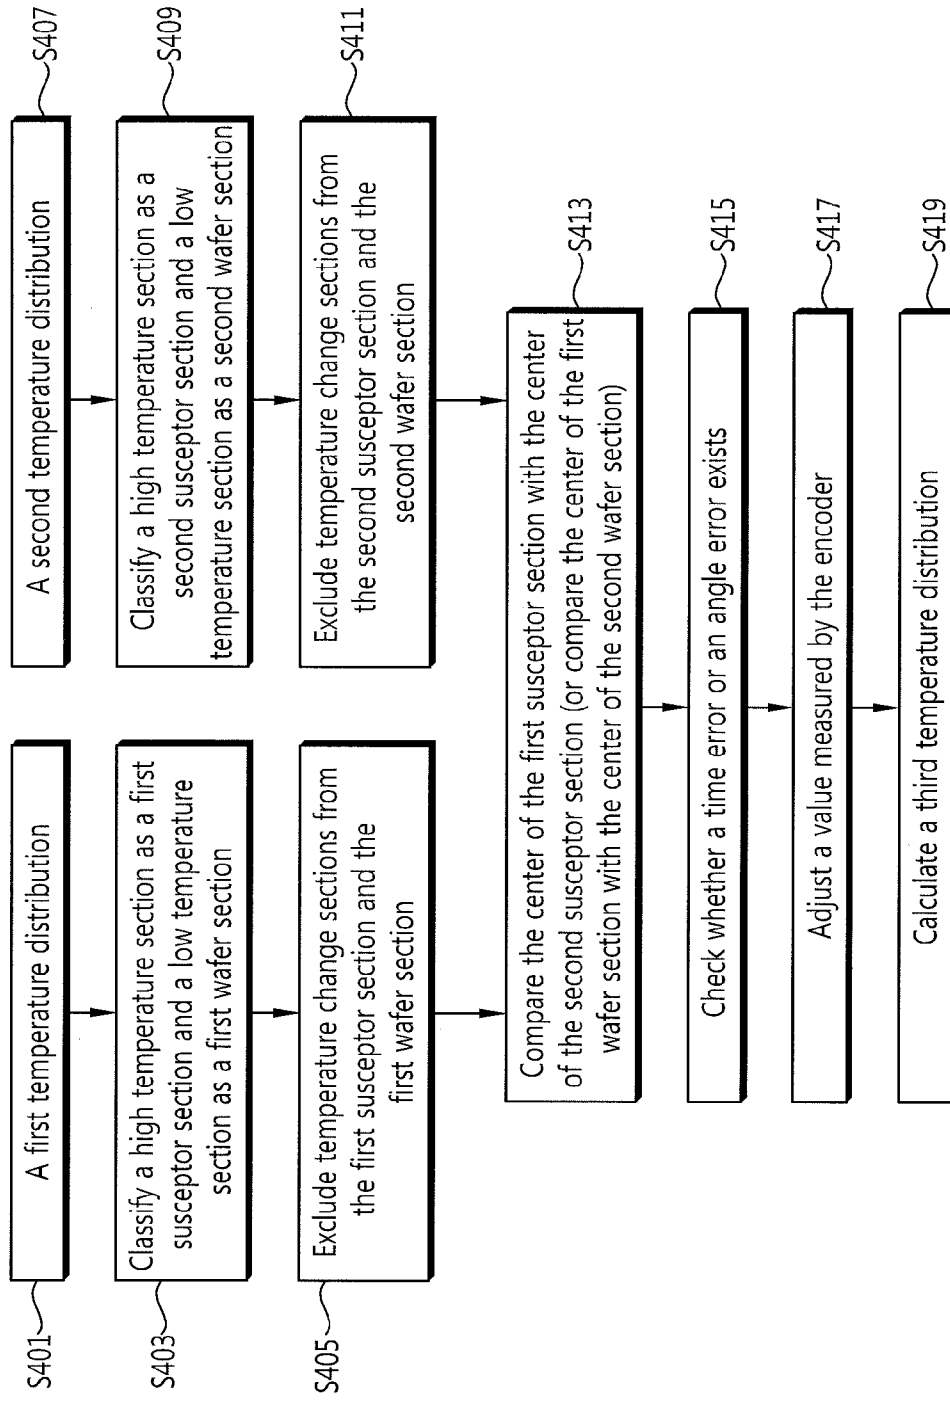 S401
A first temperature distribution
S403
Classify a high temperature section as a first
susceptor section and a low temperature
section as a first wafer section
S405
Exclude temperature change sections from
the first susceptor section and the
first wafer section
A second temperature distribution
S407
Classify a high temperature section as a
second susceptor section and a low
temperature section as a second wafer section
S409
Exclude temperature change sections from
the second susceptor section and the
second wafer section
S411
Compare the center of the first susceptor section with the center
of the second susceptor section (or compare the center of the first
wafer section with the center of the second wafer section)
S413
Check whether a time error or an angle error exists
S415
Adjust a value measured by the encoder
S417
Calculate a third temperature distribution
S419